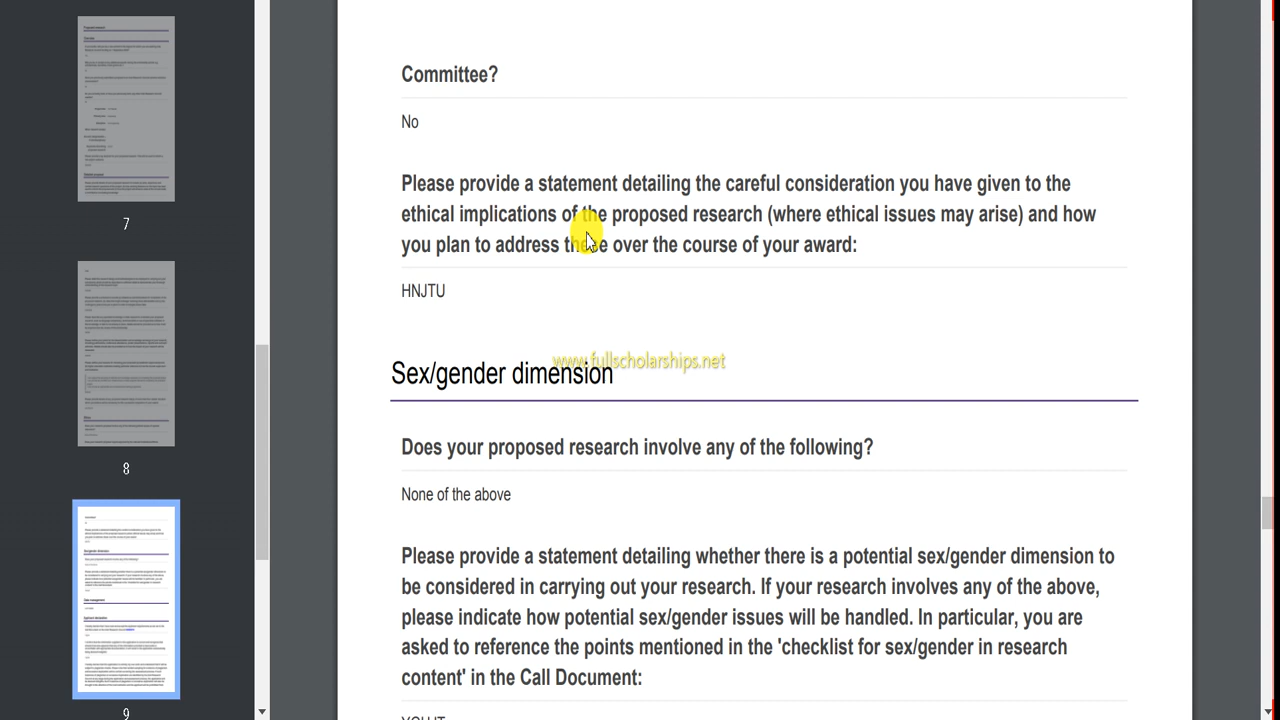 7
8
9
Committee?
No
Please provide a statement detailing the careful consideration you have given to the
ethical implications of the proposed research (where ethical issues may arise) and how
you plan to address these over the course of your award:
HNJTU
www.fullscholarships.net
Sex/gender dimension
Does your proposed research involve any of the following?
None of the above
Please provide a statement detailing whether there is a potential sex/gender dimension to
be considered in carrying out your research. If your research involves any of the above,
please indicate how potential sex/gender issues will be handled. In particular, you are
asked to reference the points mentioned in the 'checklist for sex/gender in research
content' in the Call Document: